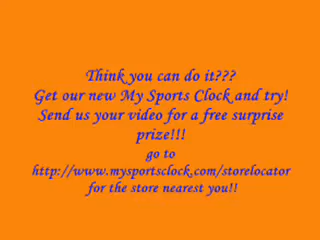 Think you can do it???
Get our new My Sports Clock and try!
Send us your video for a free surprise
prize!!!
go to
http://www.mysportsclock.com/storelocator
for the store nearest you!!